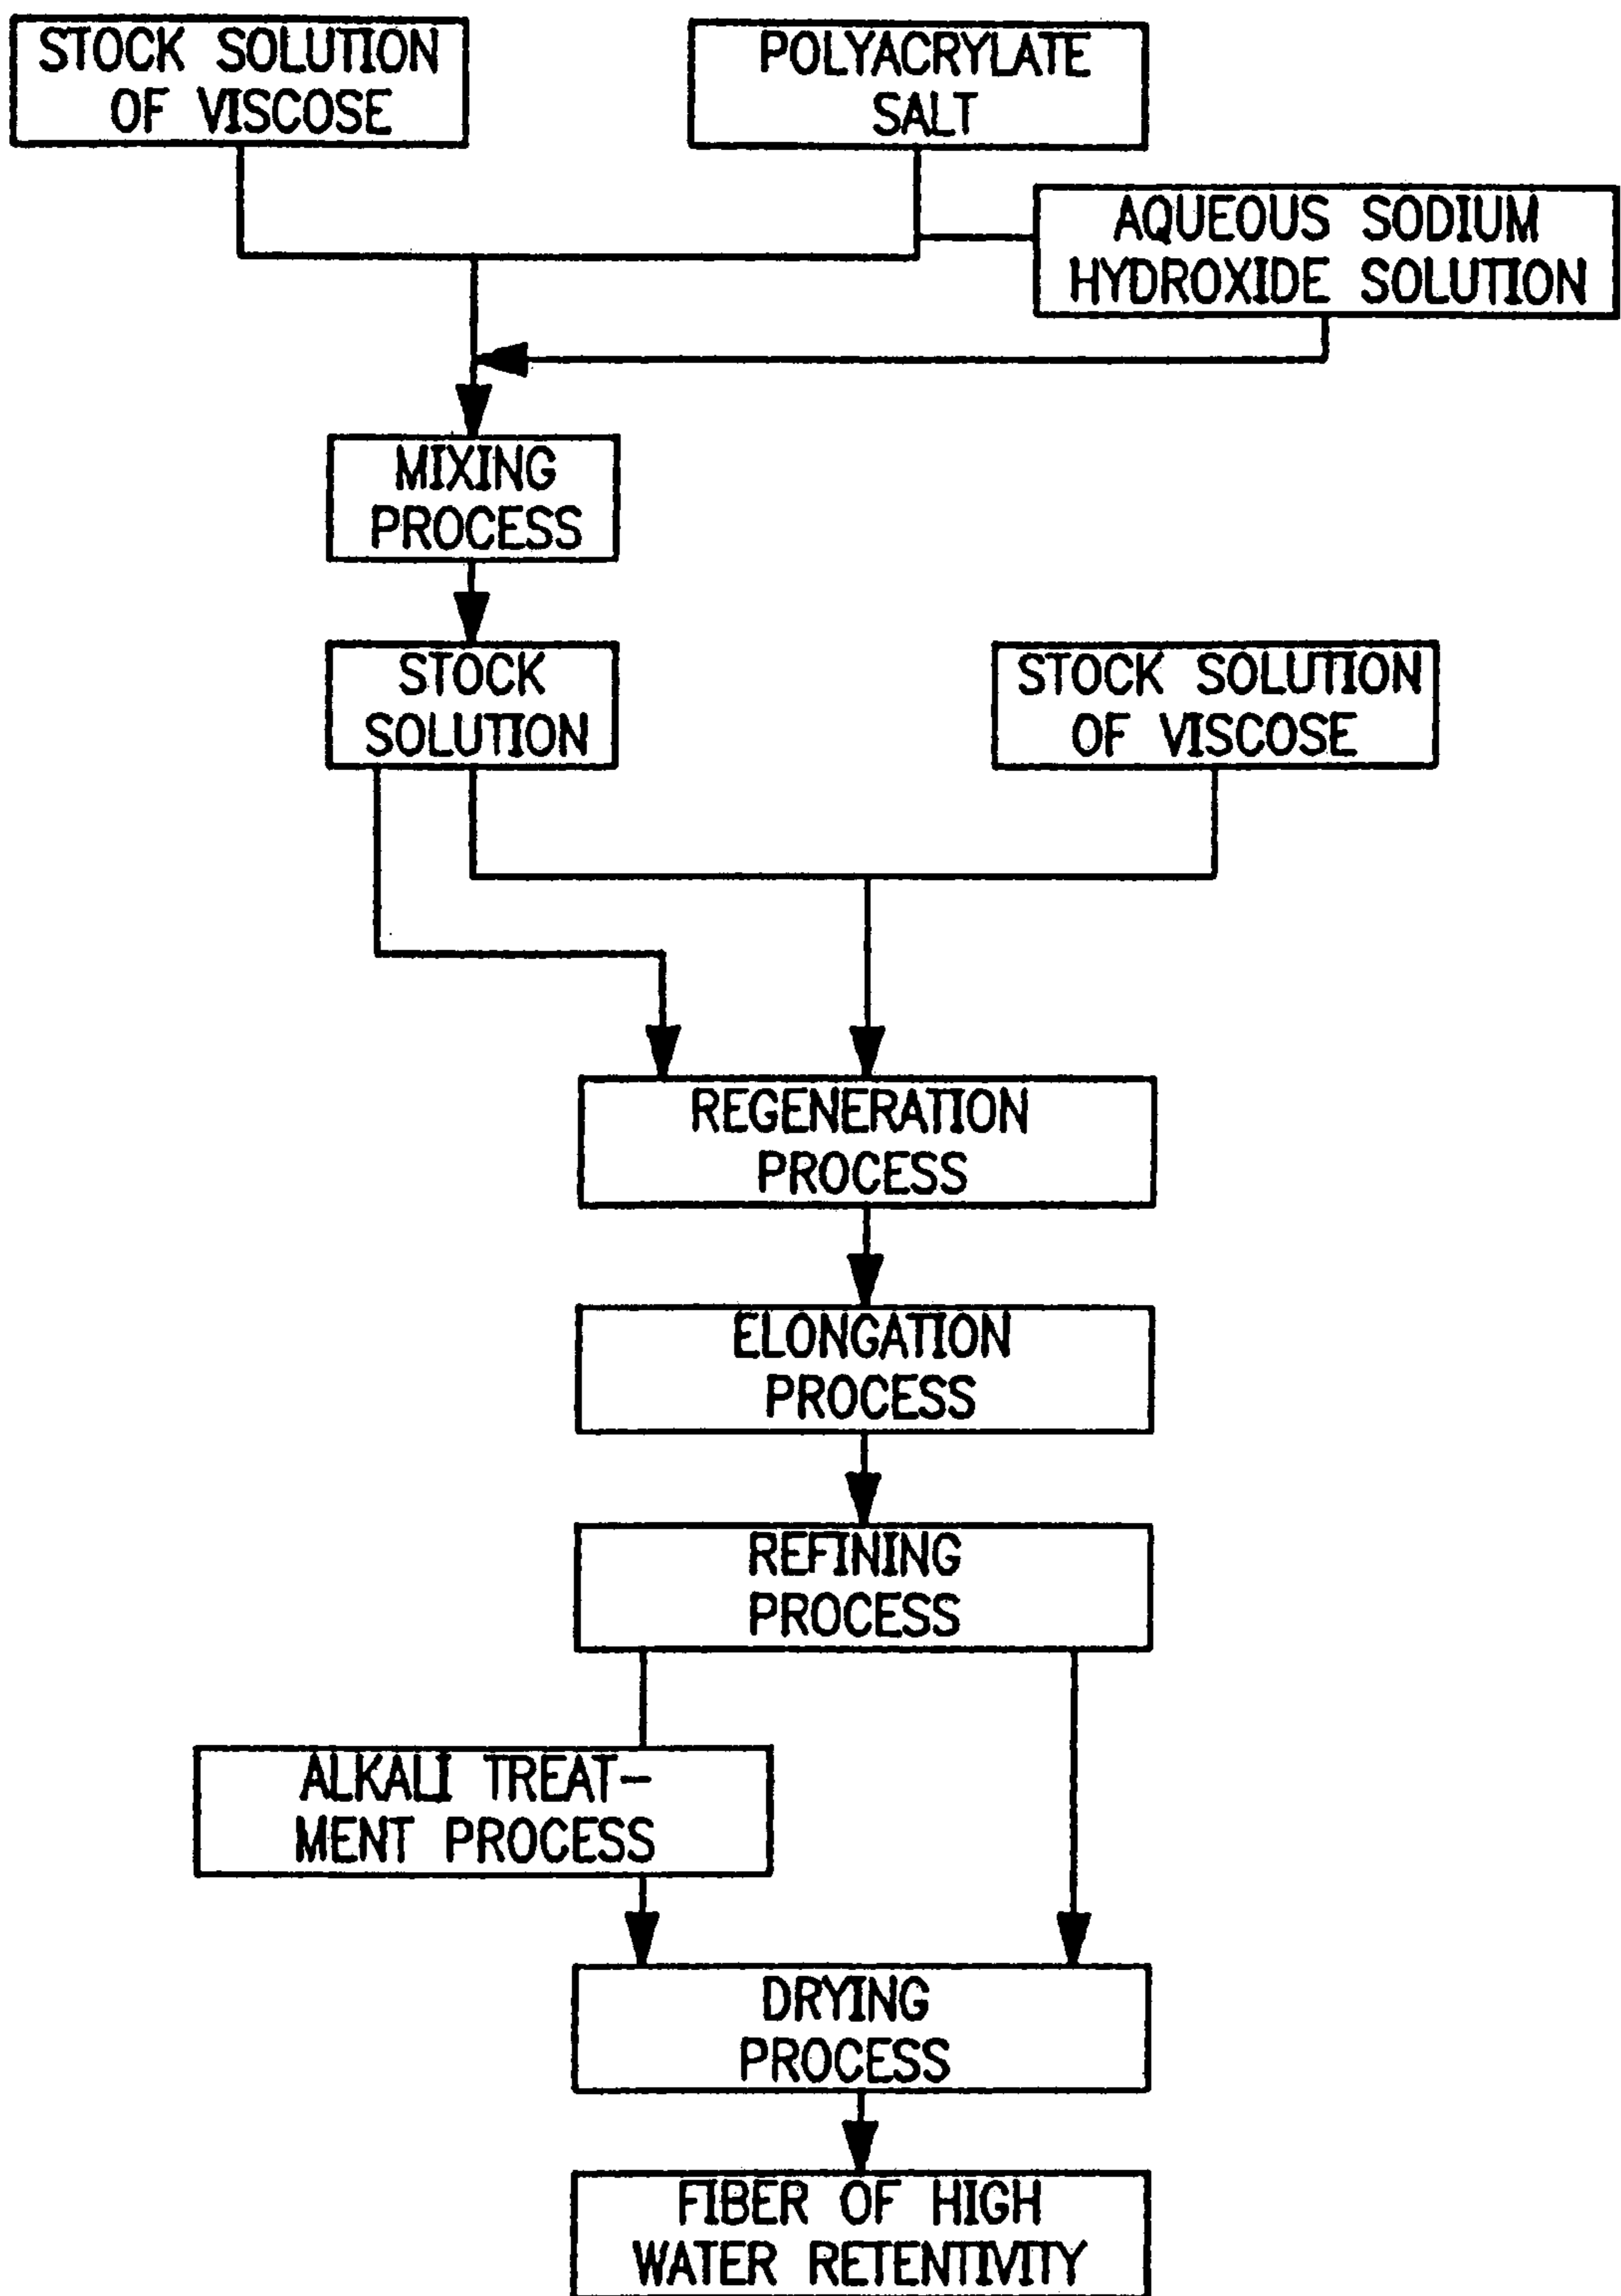 STOCK SOLUTION
OF VISCOSE
POLYACRYLATE
SALT
AQUEOUS SODIUM
HYDROXIDE SOLUTION
MIXING
PROCESS
STOCK
SOLUTION
STOCK SOLUTION
OF VISCOSE
REGENERATION
PROCESS
ELONGATION
PROCESS
REFINING
PROCESS
ALKALI TREAT-
MENT PROCESS
DRYING
PROCESS
FIBER OF HIGH
WATER RETENTIVITY